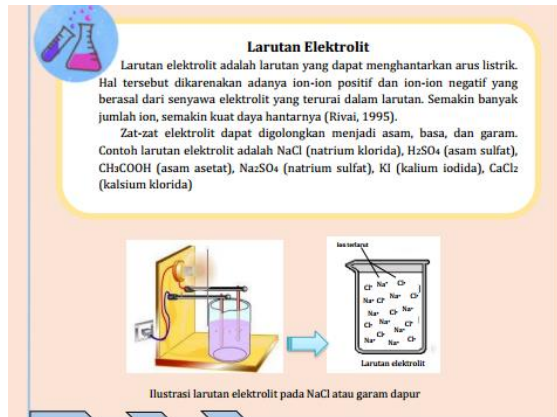 Larutan Elektrolit
Larutan elektrolit adalah larutan yang dapat menghantarkan arus listrik.
Hal tersebut dikarenakan adanya ion-ion positif dan ion-ion negatif yang
berasal dari senyawa elektrolit yang terurai dalam larutan. Semakin banyak
jumlah ion, semakin kuat daya hantarnya (Rivai, 1995).
Zat-zat elektrolit dapat digolongkan menjadi asam, basa, dan garam.
Contoh larutan elektrolit adalah NaCl (natrium klorida), H₂SO₄ (asam sulfat),
CH₃COOH (asam asetat), Na₂SO₄ (natrium sulfat), KI (kalium iodida), CaCl₂
(kalsium klorida)
Ion terlarut
Cl- Na+ Cl-
Na+ Cl- Na+ Cl-
Na+ Cl- Na+
Cl- Na+ Cl- Cl-
Na+ Na+ Cl-
Larutan elektrolit
Ilustrasi larutan elektrolit pada NaCl atau garam dapur